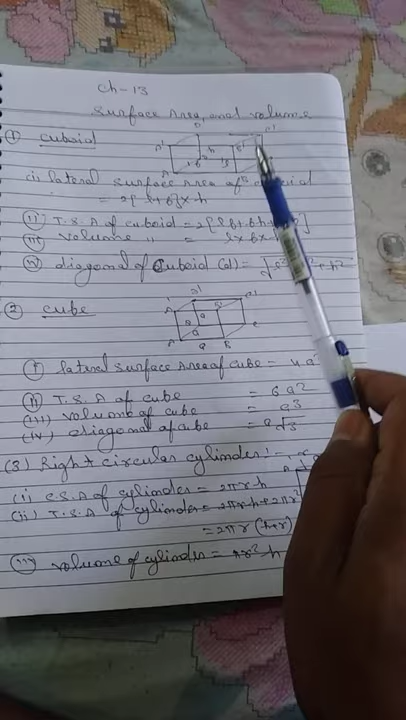 Ch-13
Surface Area, and volume
① cuboid
(i) lateral surface Area of cuboid
= 2[l+b]×h
(ii) T.S.A of cuboid = 2[lb+bh
(iii) volume " = l×b×h
(iv) diagonal of Cuboid (d) =
② cube
(i) lateral surface Area of cube = 4a²
(ii) T.S.A of cube = 6a²
(iii) volume of cube = a³
(iv) diagonal of cube = a√3
(3) Right circular cylinder :-
(i) C.S.A of cylinder = 2πr h
(ii) T.S.A of cylinder = 2πrh+2πr²
= 2πr (h+r)
(iii) volume of cylinder = πr²h